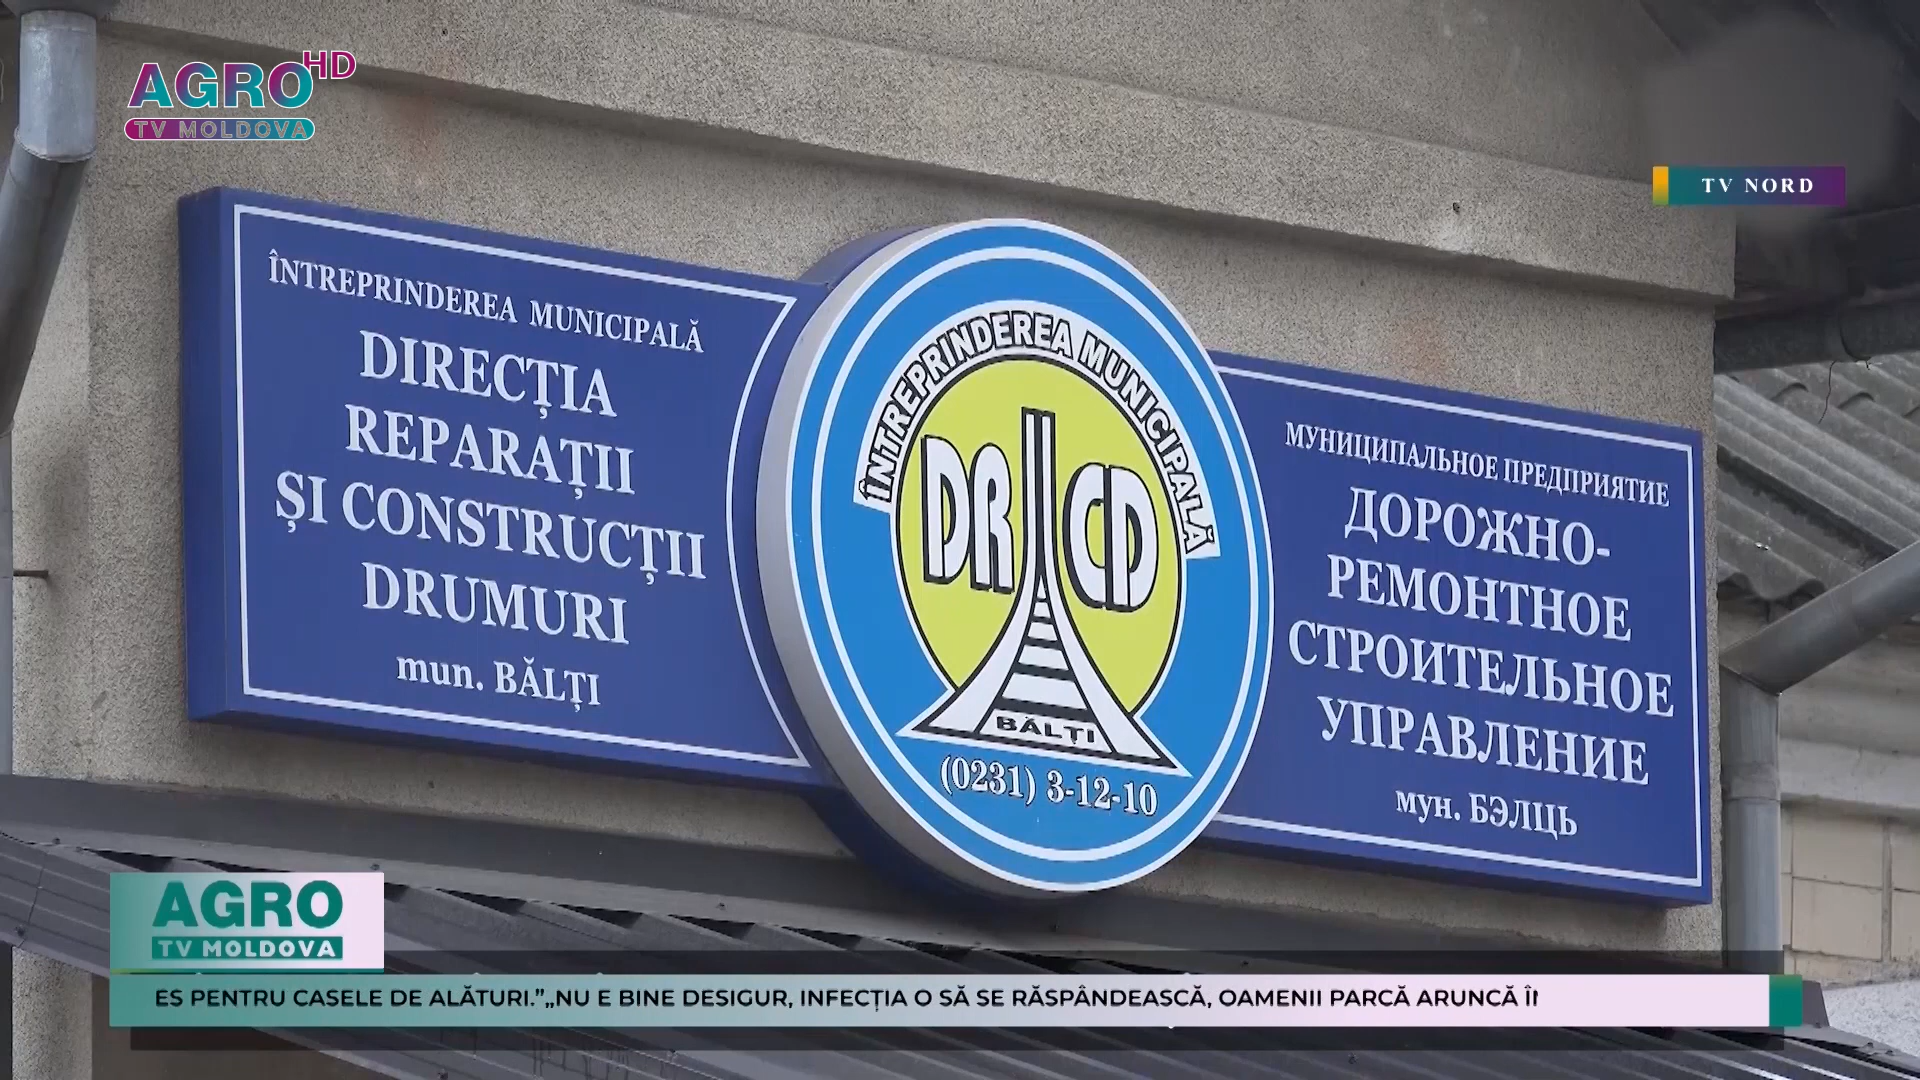 AGRO HD
TV MOLDOVA
TV NORD
ÎNTREPRINDEREA MUNICIPALĂ
DIRECȚIA
REPARAȚII
ȘI CONSTRUCȚII
DRUMURI
mun. BĂLȚI
ÎNTREPRINDEREA MUNICIPALĂ
DR CD
BĂLȚI
(0231) 3-12-10
МУНИЦИПАЛЬНОЕ ПРЕДПРИЯТИЕ
ДОРОЖНО-
РЕМОНТНОЕ
СТРОИТЕЛЬНОЕ
УПРАВЛЕНИЕ
мун. БЭЛЦЬ
AGRO
TV MOLDOVA
ES PENTRU CASELE DE ALĂTURI.”„NU E BINE DESIGUR, INFECȚIA O SĂ SE RĂSPÂNDEASCĂ, OAMENII PARCĂ ARUNCĂ